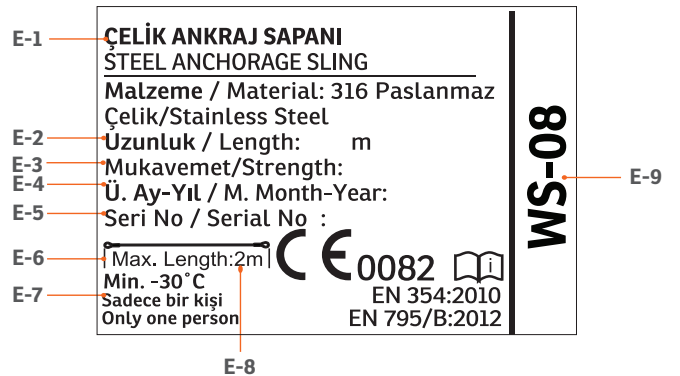 E-1
ÇELİK ANKRAJ SAPANI
STEEL ANCHORAGE SLING
Malzeme / Material: 316 Paslanmaz
Çelik/Stainless Steel
E-2
Uzunluk / Length: m
E-3
Mukavemet/Strength:
E-4
Ü. Ay-Yıl / M. Month-Year:
E-5
Seri No / Serial No :
E-6
Max. Length:2m
CE 0082 i
E-7
Min. -30°C
Sadece bir kişi
Only one person
EN 354:2010
EN 795/B:2012
E-8
WS-08
E-9